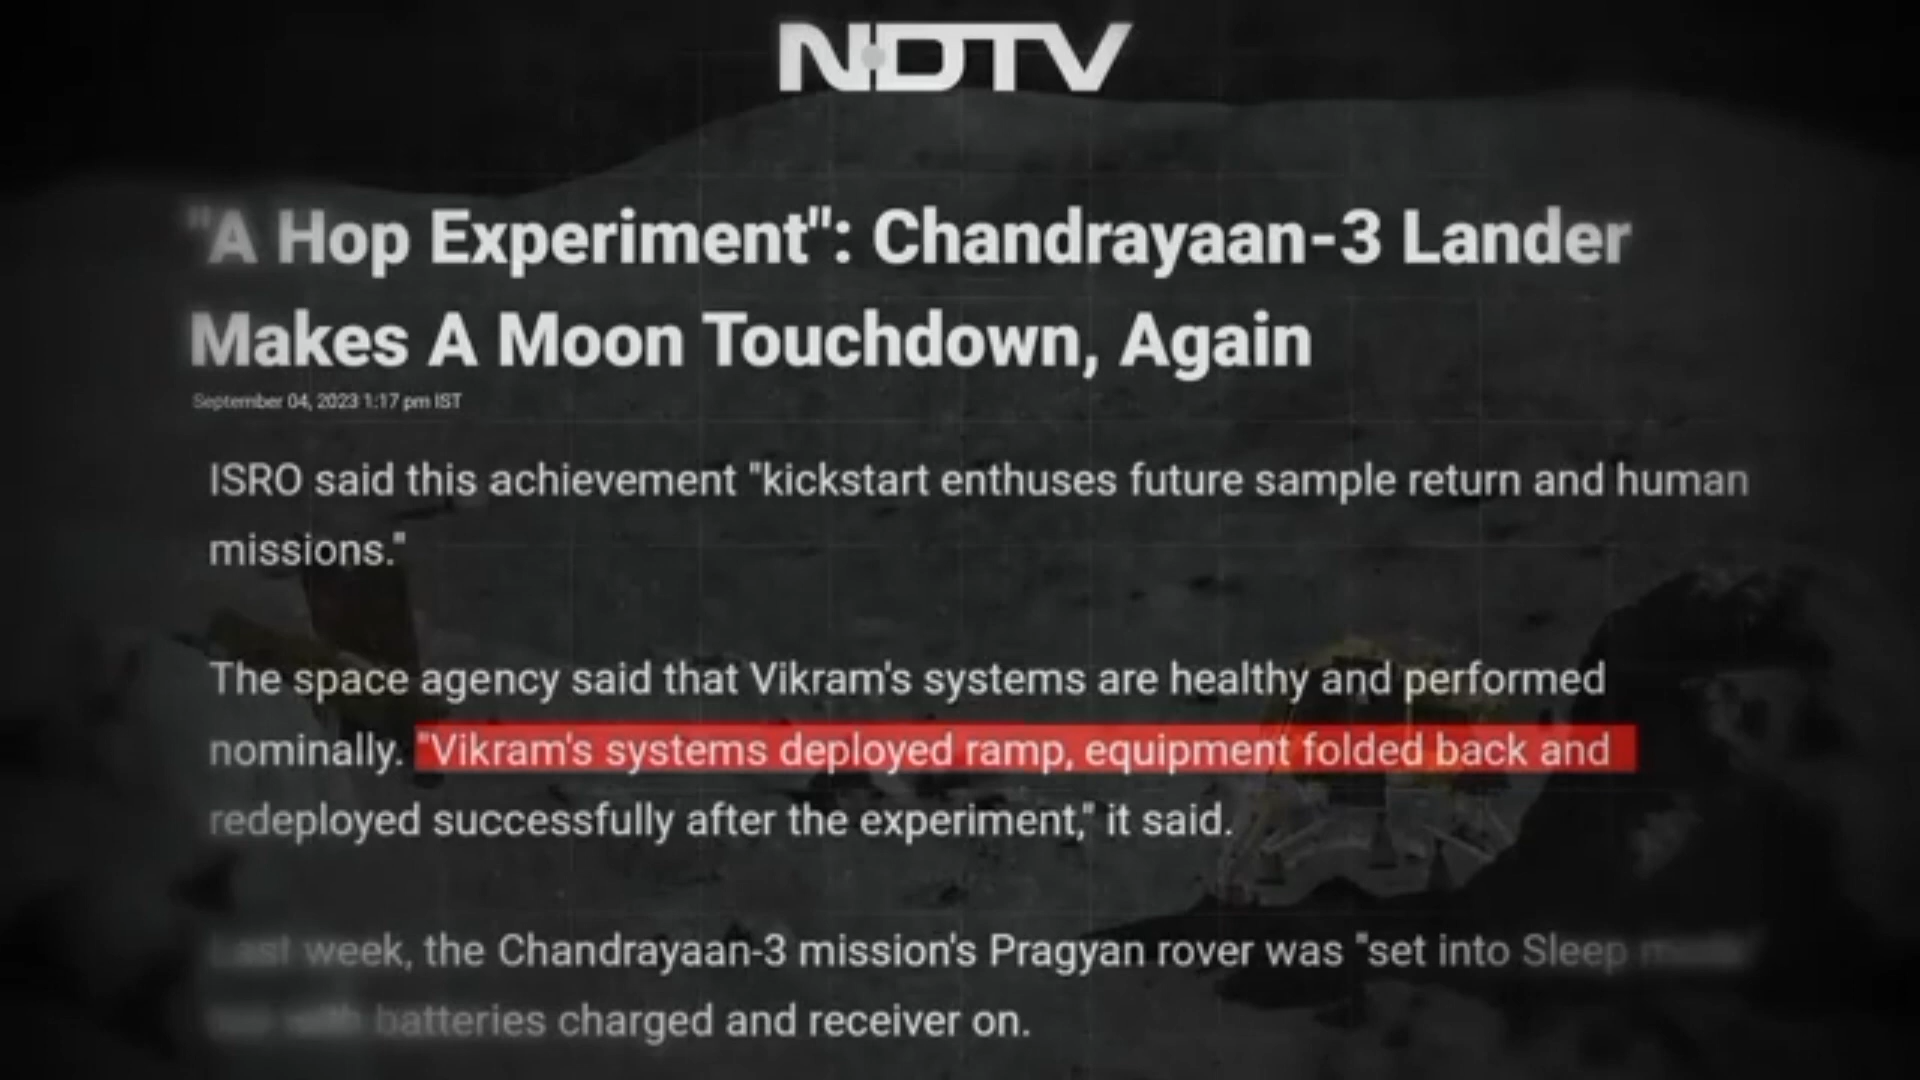 NDTV
"A Hop Experiment": Chandrayaan-3 Lander
Makes A Moon Touchdown, Again
September 04, 2023 1:17 pm IST
ISRO said this achievement "kickstart enthuses future sample return and human
missions."
The space agency said that Vikram's systems are healthy and performed
nominally. "Vikram's systems deployed ramp, equipment folded back and
redeployed successfully after the experiment," it said.
Last week, the Chandrayaan-3 mission's Pragyan rover was "set into Sleep
batteries charged and receiver on.